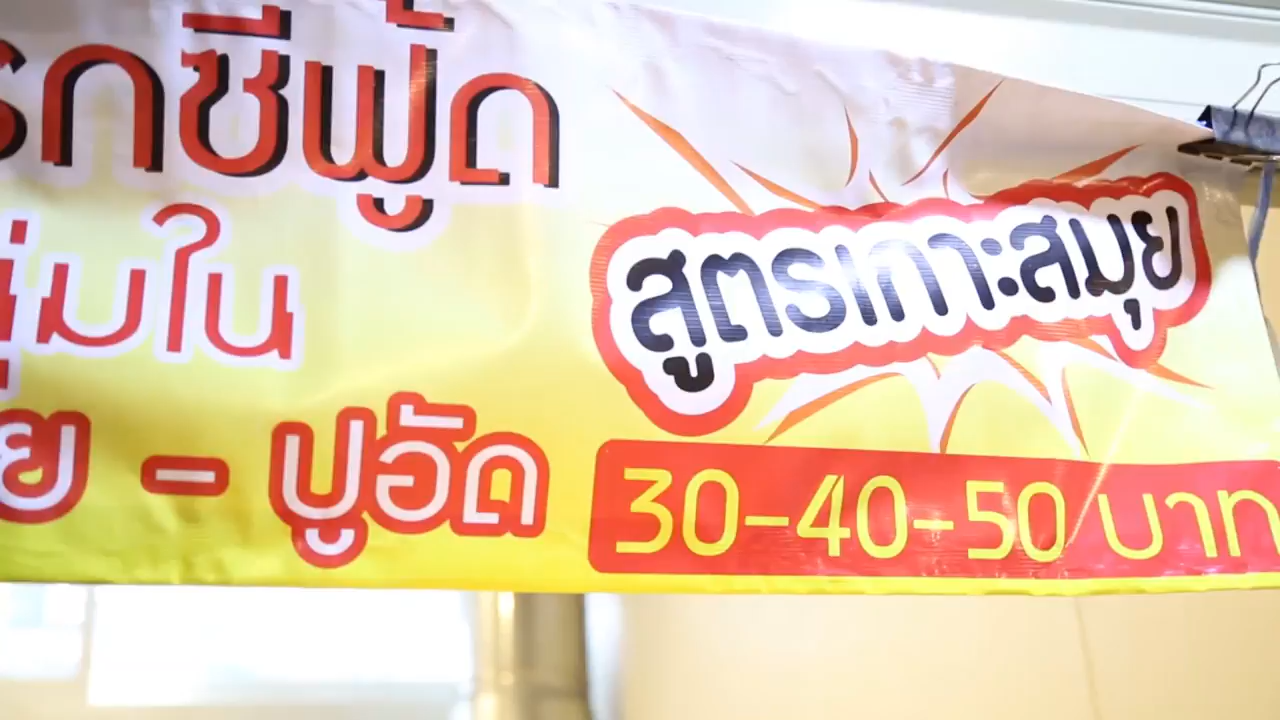 รกซีฟู้ด
นุ่มใน
ย - ปูอัด
สูตรเกาะสมุย
30-40-50 บาท